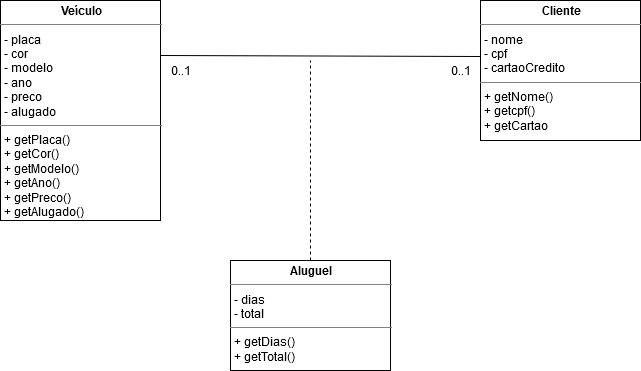 Veículo
- placa
- cor
- modelo
- ano
- preco
- alugado
+ getPlaca()
+ getCor()
+ getModelo()
+ getAno()
+ getPreco()
+ getAlugado()
0..1
0..1
Cliente
- nome
- cpf
- cartaoCredito
+ getNome()
+ getcpf()
+ getCartao
Aluguel
- dias
- total
+ getDias()
+ getTotal()